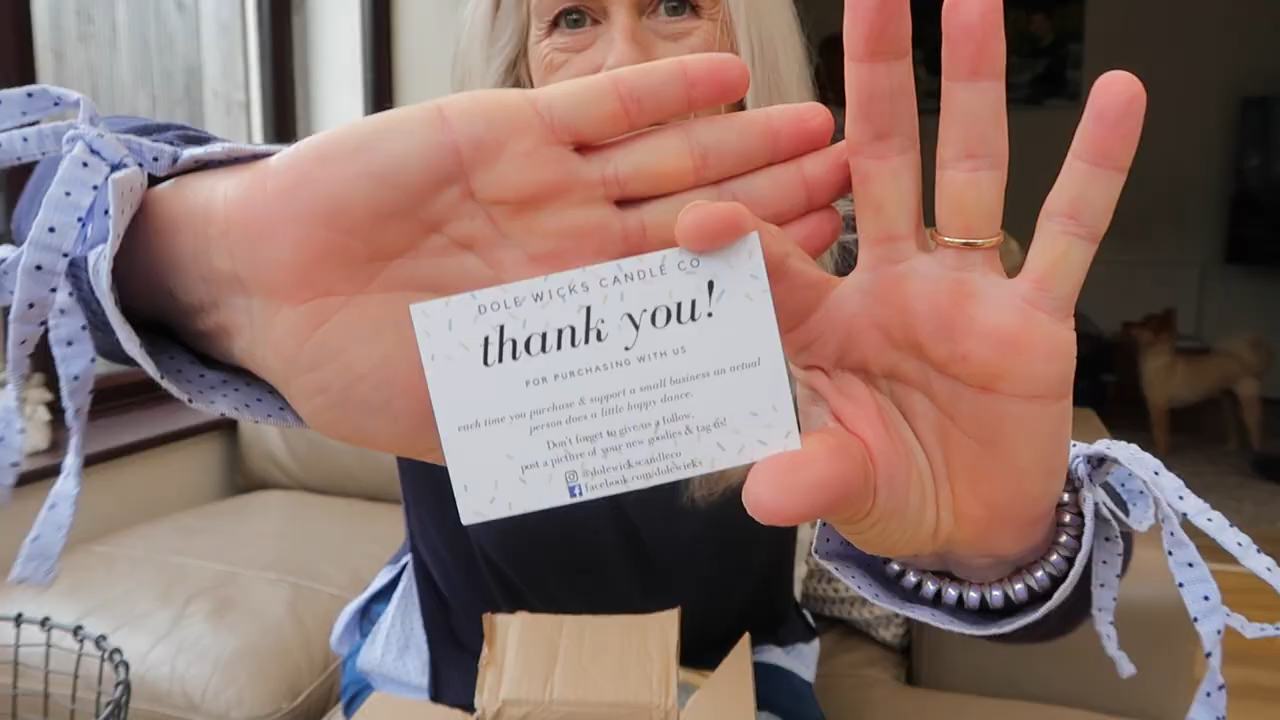 DOLE WICKS CANDLE CO
thank you!
FOR PURCHASING WITH US
each time you purchase & support a small business an actual
person does a little happy dance.
Don't forget to give us a follow,
post a picture of your new goodies & tag us!
@dolewickscandleco
facebook.com/dolewicks